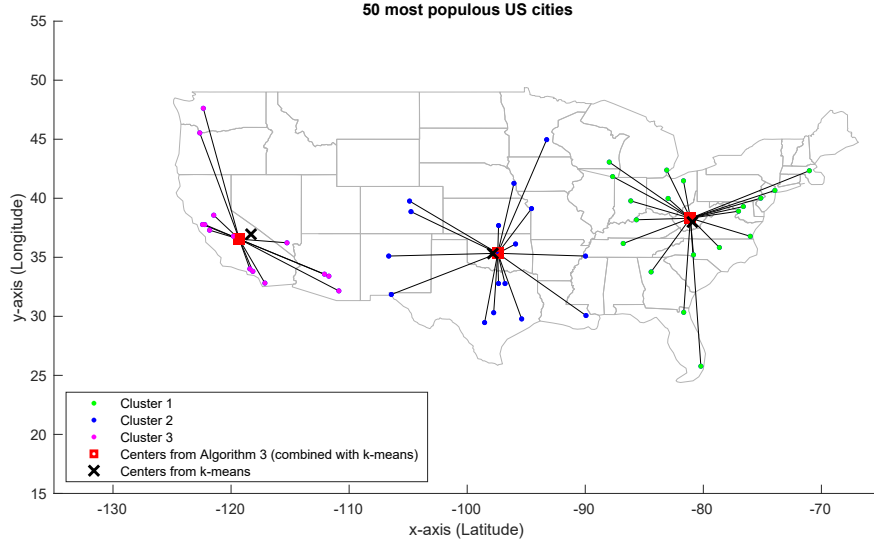 50 most populous US cities
55
50
45
40
35
30
25
20
15
y-axis (Longitude)
Cluster 1
Cluster 2
Cluster 3
Centers from Algorithm 3 (combined with k-means)
Centers from k-means
-130 -120 -110 -100 -90 -80 -70
x-axis (Latitude)